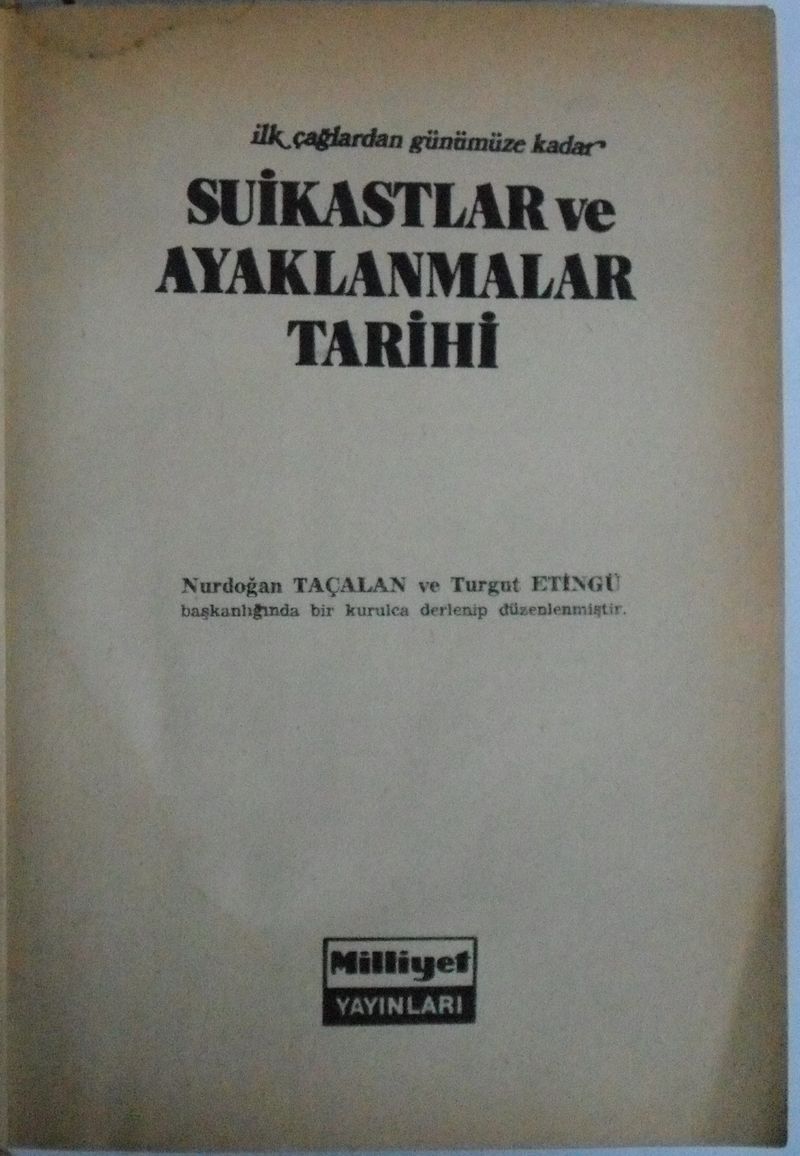 ilk çağlardan günümüze kadar
SUİKASTLAR ve
AYAKLANMALAR
TARİHİ
Nurdoğan TAÇALAN ve Turgut ETİNGÜ
başkanlığında bir kurulca derlenip düzenlenmiştir.
Milliyet
YAYINLARI